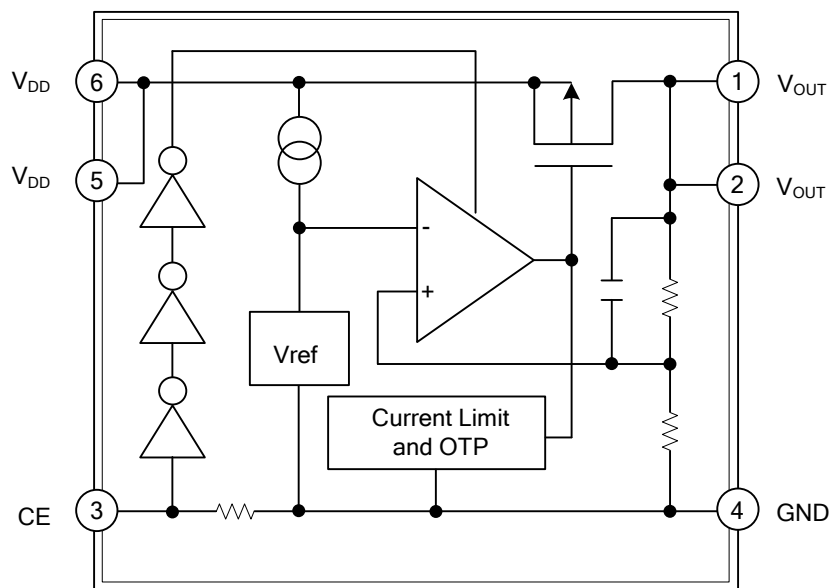 V_DD 6 1 V_OUT
V_DD 5 2 V_OUT
-
+
Vref
Current Limit
and OTP
CE 3 4 GND